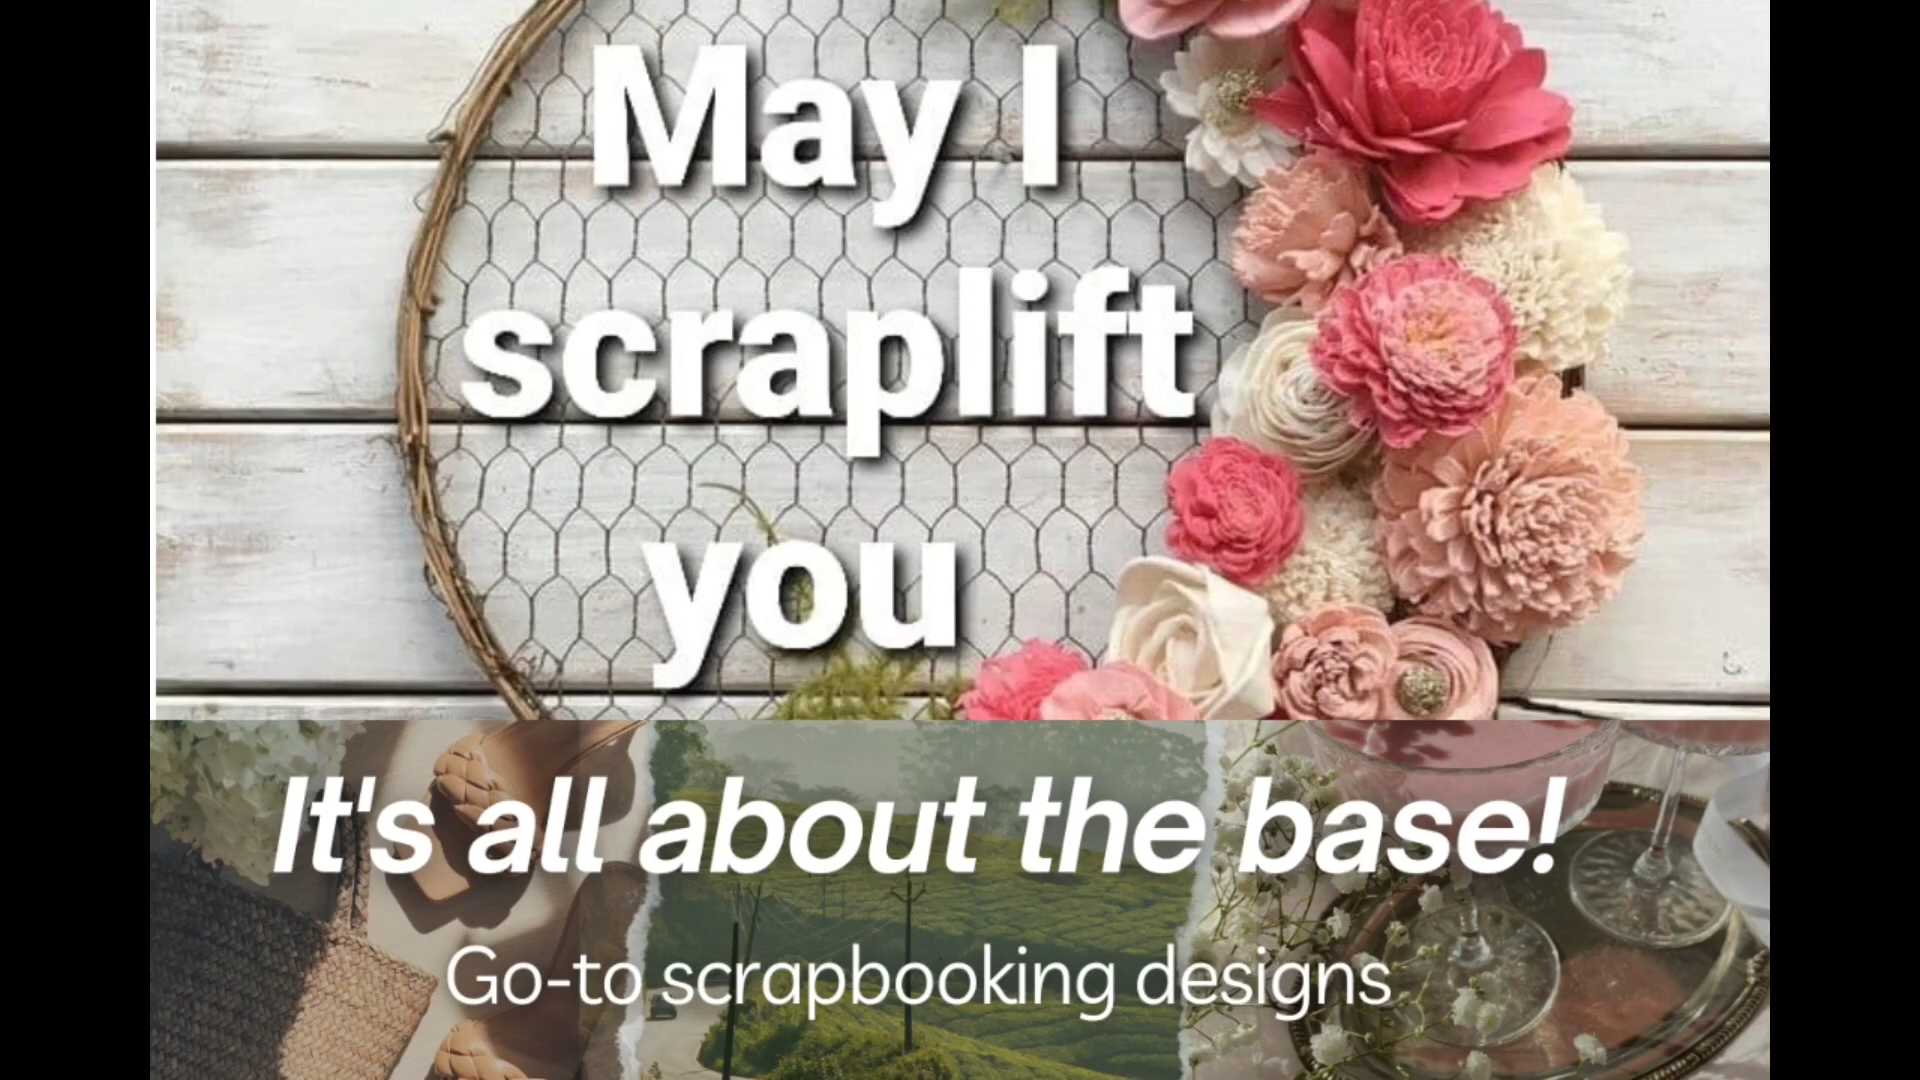 May I
scraplift
you
It's all about the base!
Go-to scrapbooking designs